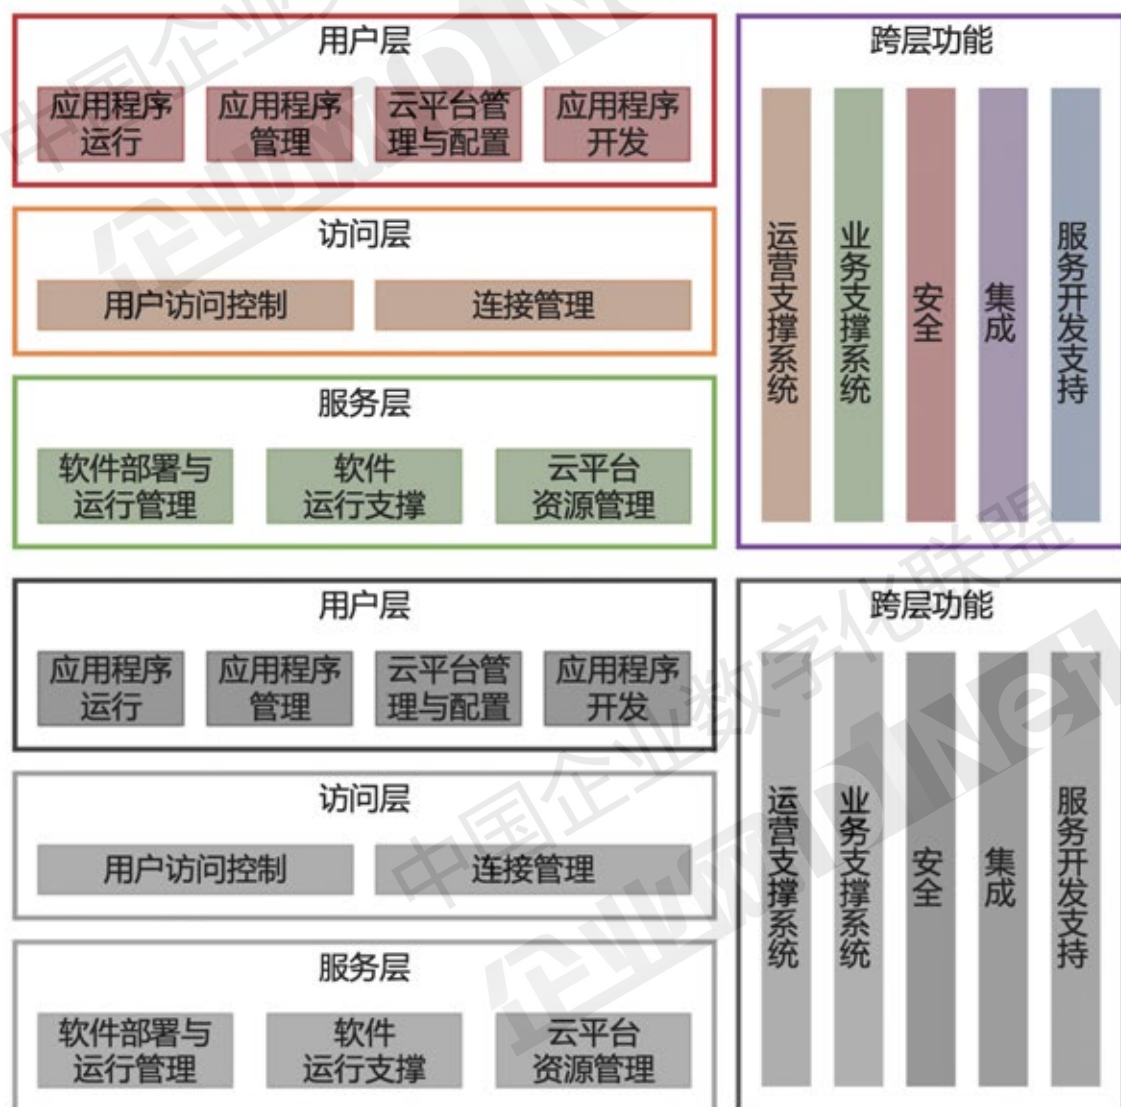 用户层
应用程序
运行
应用程序
管理
云平台管
理与配置
应用程序
开发
访问层
用户访问控制
连接管理
服务层
软件部署与
运行管理
软件
运行支撑
云平台
资源管理
跨层功能
运营支撑系统
业务支撑系统
安全
集成
服务开发支持
用户层
应用程序
运行
应用程序
管理
云平台管
理与配置
应用程序
开发
访问层
用户访问控制
连接管理
服务层
软件部署与
运行管理
软件
运行支撑
云平台
资源管理
跨层功能
运营支撑系统
业务支撑系统
安全
集成
服务开发支持
中国企业数字化联盟